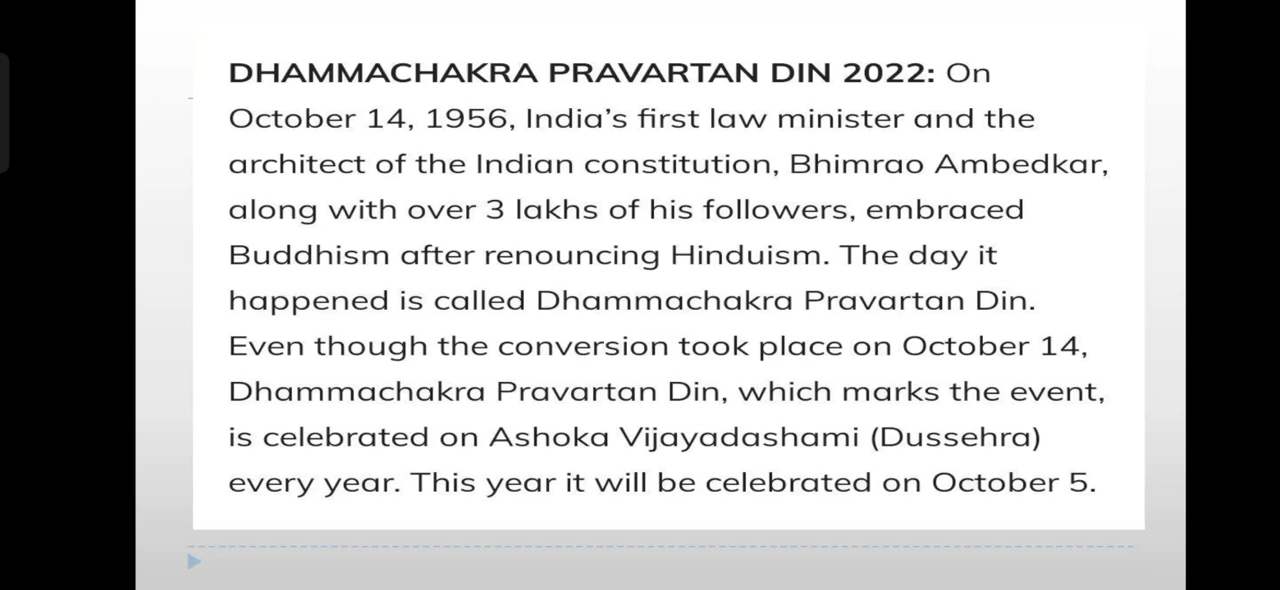 DHAMMACHAKRA PRAVARTAN DIN 2022: On
October 14, 1956, India’s first law minister and the
architect of the Indian constitution, Bhimrao Ambedkar,
along with over 3 lakhs of his followers, embraced
Buddhism after renouncing Hinduism. The day it
happened is called Dhammachakra Pravartan Din.
Even though the conversion took place on October 14,
Dhammachakra Pravartan Din, which marks the event,
is celebrated on Ashoka Vijayadashami (Dussehra)
every year. This year it will be celebrated on October 5.